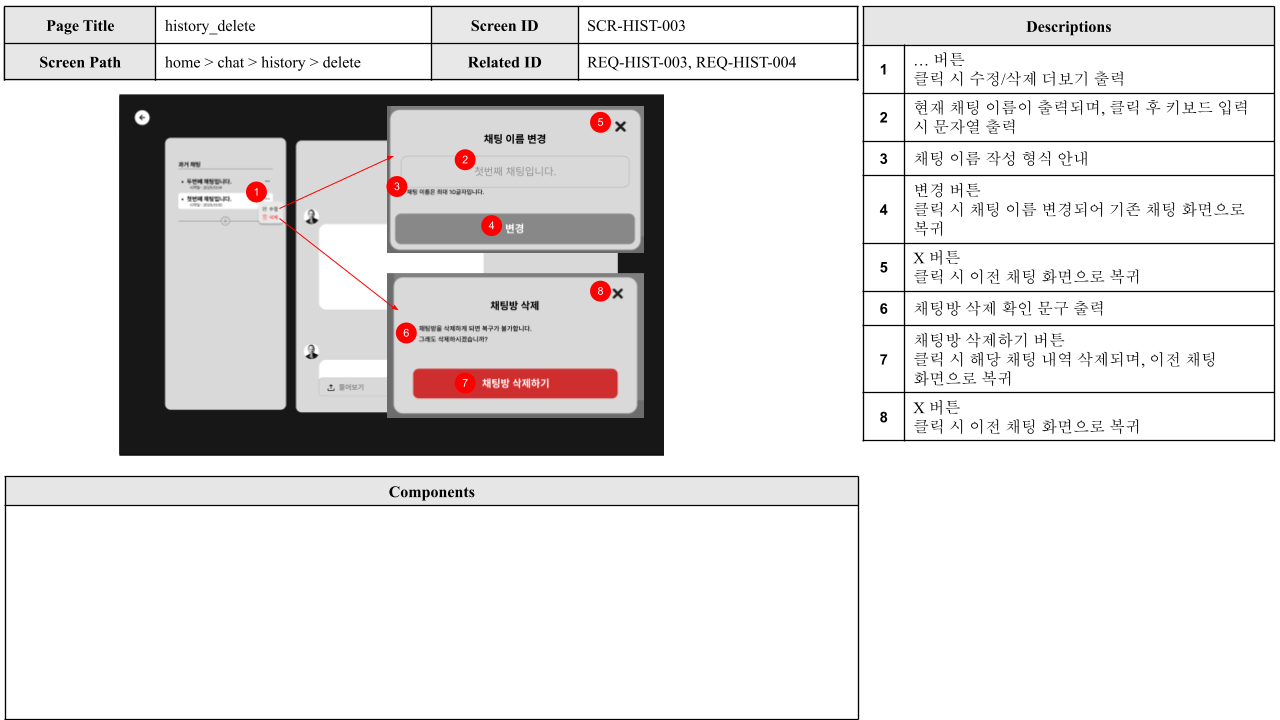 Page Title
history_delete
Screen ID
SCR-HIST-003
Screen Path
home > chat > history > delete
Related ID
REQ-HIST-003, REQ-HIST-004
과거 채팅
두번째 채팅입니다.
첫번째 채팅입니다.
수정
삭제
1
물어보기
채팅 이름 변경
5
2
첫번째 채팅입니다.
3
채팅 이름은 최대 10글자입니다.
4
변경
8
채팅방 삭제
6
채팅방을 삭제하게 되면 복구가 불가합니다.
그래도 삭제하시겠습니까?
7
채팅방 삭제하기
Descriptions
1
… 버튼
클릭 시 수정/삭제 더보기 출력
2
현재 채팅 이름이 출력되며, 클릭 후 키보드 입력
시 문자열 출력
3
채팅 이름 작성 형식 안내
4
변경 버튼
클릭 시 채팅 이름 변경되어 기존 채팅 화면으로
복귀
5
X 버튼
클릭 시 이전 채팅 화면으로 복귀
6
채팅방 삭제 확인 문구 출력
7
채팅방 삭제하기 버튼
클릭 시 해당 채팅 내역 삭제되며, 이전 채팅
화면으로 복귀
8
X 버튼
클릭 시 이전 채팅 화면으로 복귀
Components